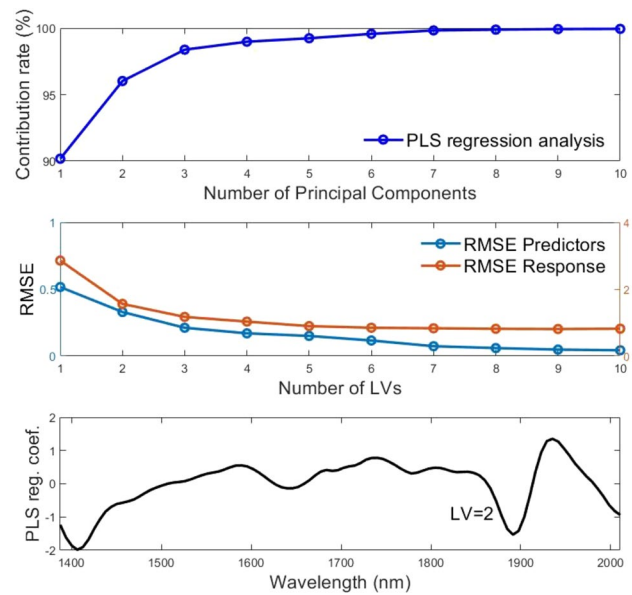 Contribution rate (%)
100
95
90
PLS regression analysis
1 2 3 4 5 6 7 8 9 10
Number of Principal Components
RMSE
1
0.5
0
4
2
0
RMSE Predictors
RMSE Response
1 2 3 4 5 6 7 8 9 10
Number of LVs
PLS reg. coef.
2
1
0
-1
-2
LV=2
1400 1500 1600 1700 1800 1900 2000
Wavelength (nm)